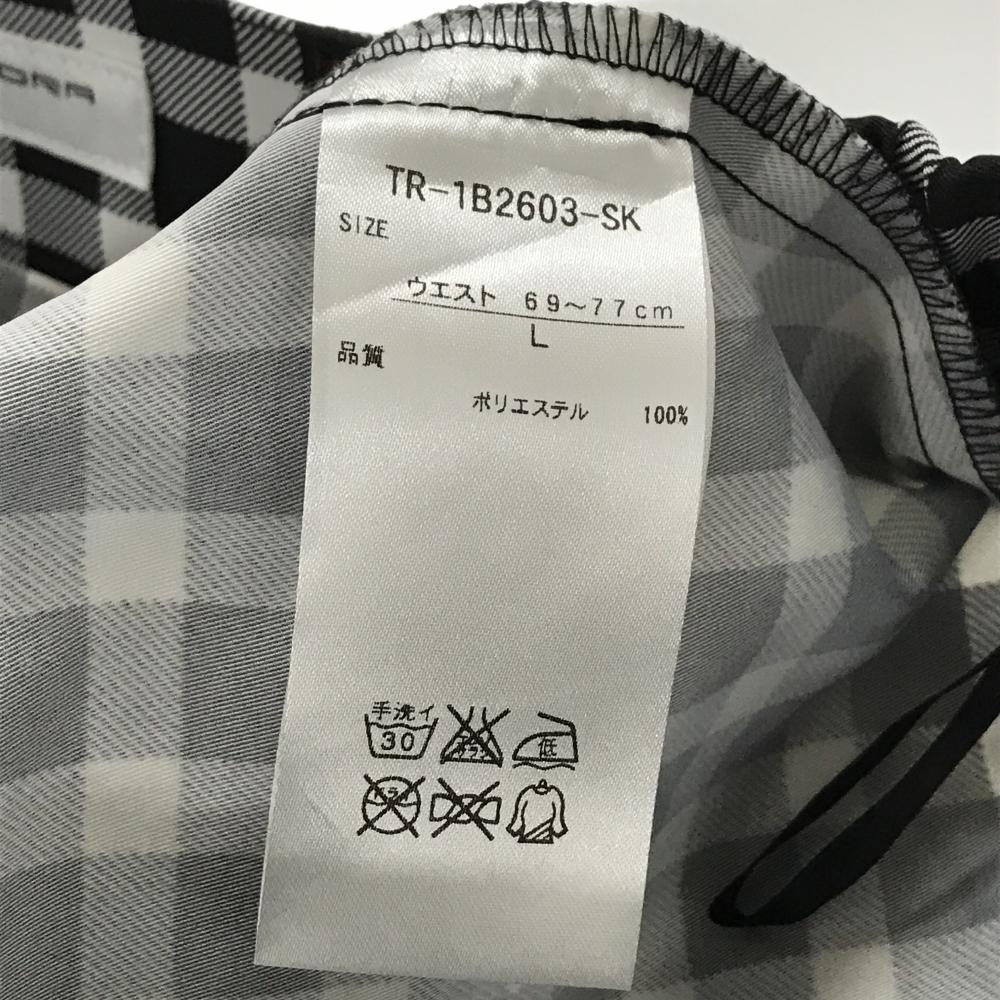 DRA
TR-1B2603-SK
SIZE
ウエスト 69〜77cm
L
品質
ポリエステル 100%
手洗イ
30
低